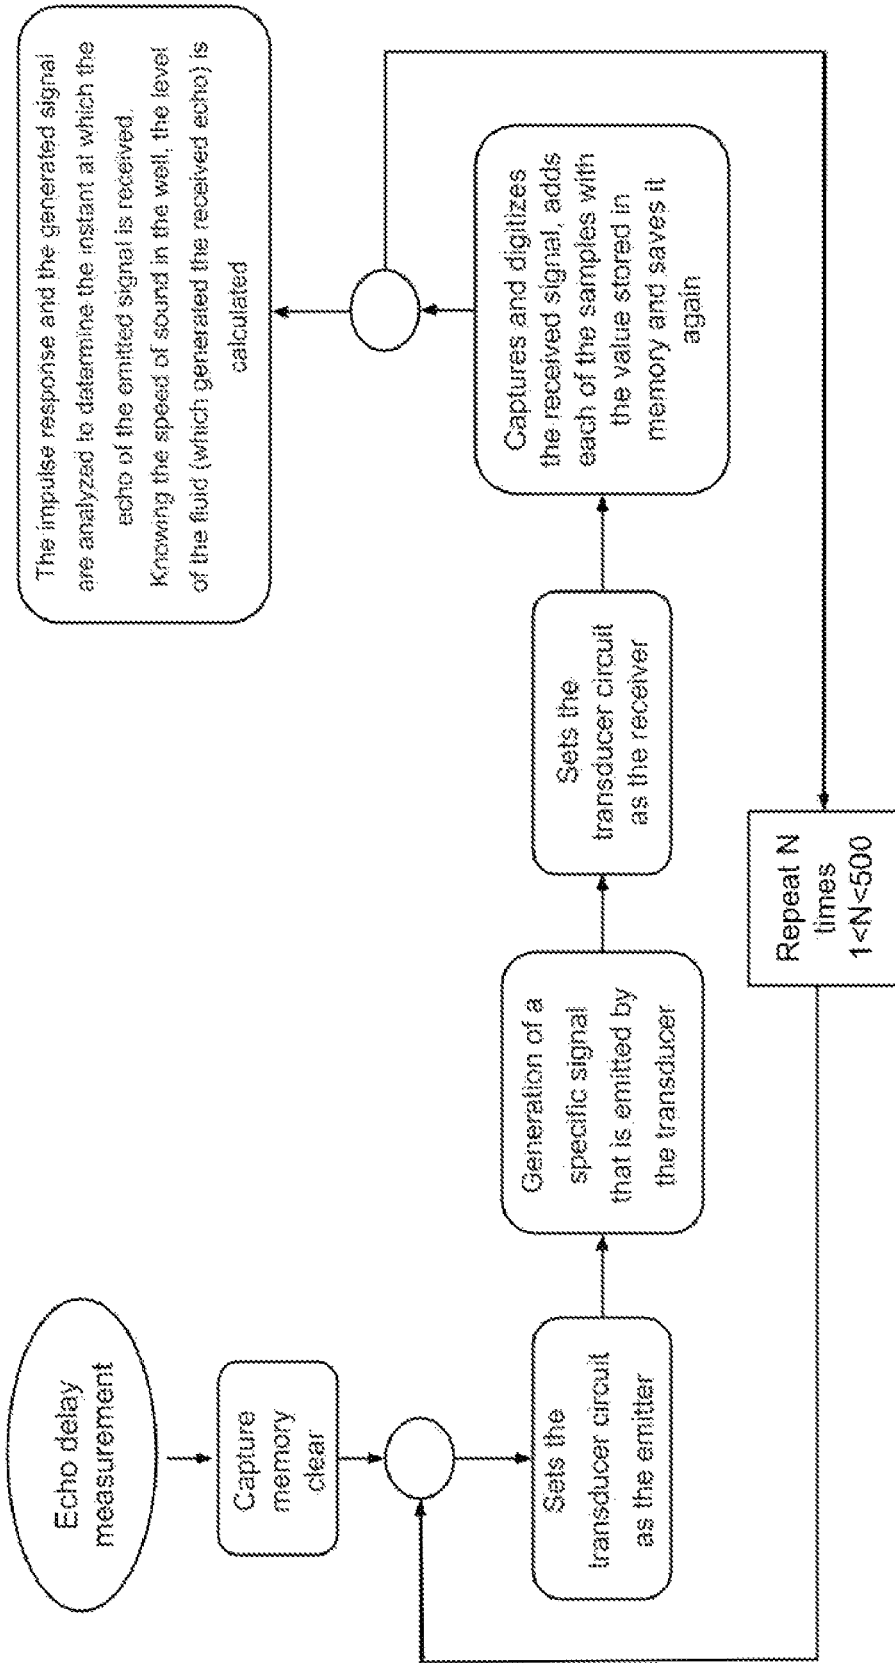 Echo delay
measurement
Capture
memory
clear
Sets the
transducer circuit
as the emitter
Generation of a
specific signal
that is emitted by
the transducer
Sets the
transducer circuit
as the receiver
Captures and digitizes
the received signal, adds
each of the samples with
the value stored in
memory and saves it
again
The impulse response and the generated signal
are analyzed to determine the instant at which the
echo of the emitted signal is received.
Knowing the speed of sound in the well, the level
of the fluid (which generated the received echo) is
calculated
Repeat N
times
1<N<500